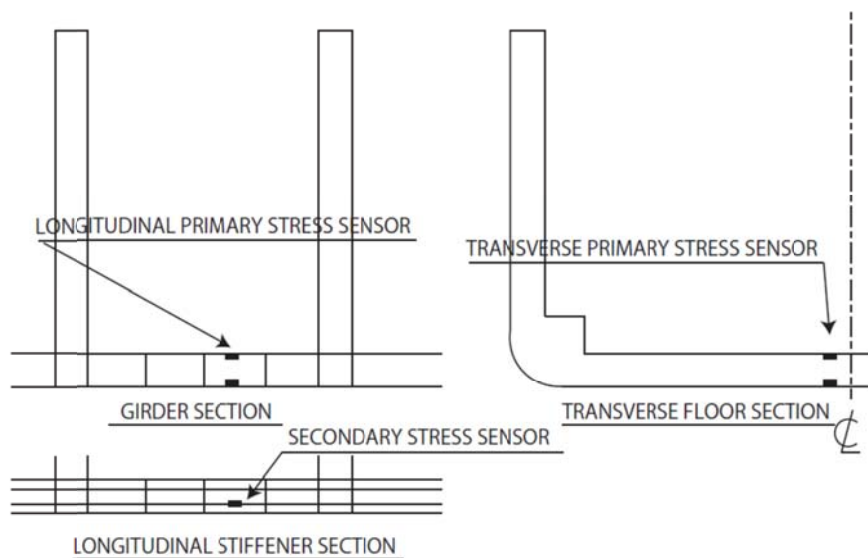 LONGITUDINAL PRIMARY STRESS SENSOR
TRANSVERSE PRIMARY STRESS SENSOR
GIRDER SECTION
TRANSVERSE FLOOR SECTION
SECONDARY STRESS SENSOR
LONGITUDINAL STIFFENER SECTION